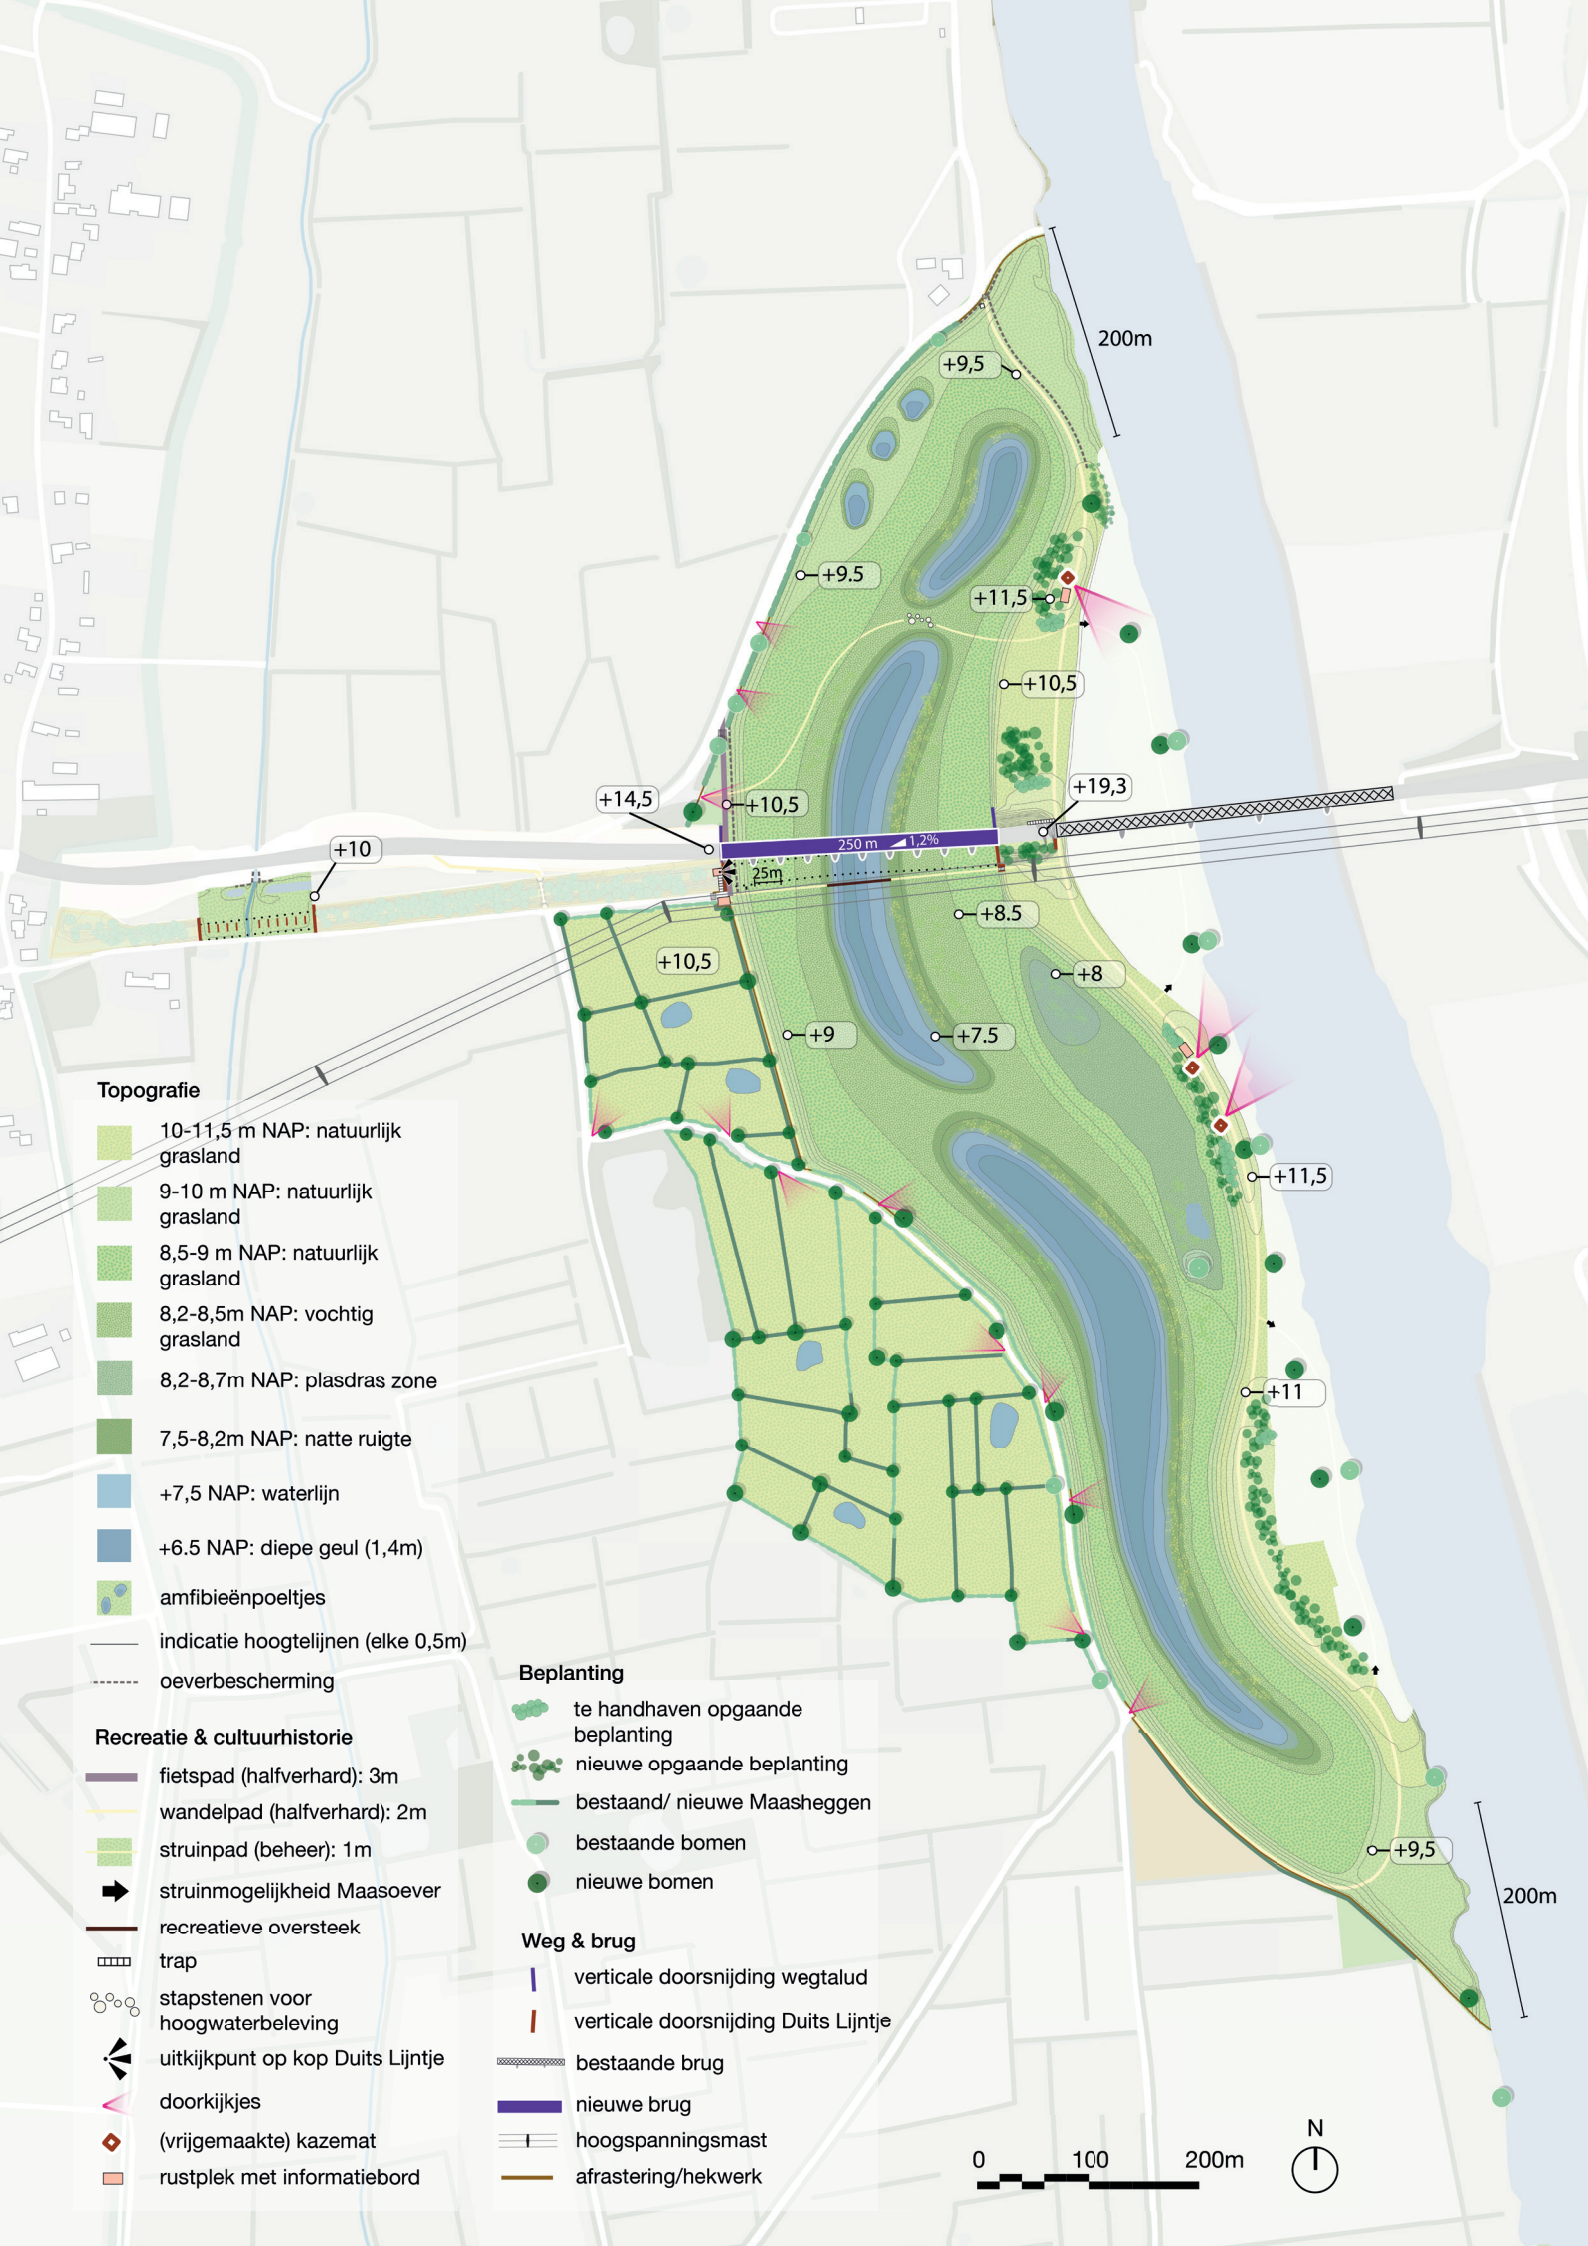 200m
+9,5
+9.5
+11,5
+10,5
+19,3
+14,5
+10,5
250 m 1,2%
+10
25m
+8.5
+10,5
+8
+9
+7.5
+11,5
+11
+9,5
200m
Topografie
10-11,5 m NAP: natuurlijk
grasland
9-10 m NAP: natuurlijk
grasland
8,5-9 m NAP: natuurlijk
grasland
8,2-8,5m NAP: vochtig
grasland
8,2-8,7m NAP: plasdras zone
7,5-8,2m NAP: natte ruigte
+7,5 NAP: waterlijn
+6.5 NAP: diepe geul (1,4m)
amfibieënpoeltjes
indicatie hoogtelijnen (elke 0,5m)
oeverbescherming
Recreatie & cultuurhistorie
fietspad (halfverhard): 3m
wandelpad (halfverhard): 2m
struinpad (beheer): 1m
struinmogelijkheid Maasoever
recreatieve oversteek
trap
stapstenen voor
hoogwaterbeleving
uitkijkpunt op kop Duits Lijntje
doorkijkjes
(vrijgemaakte) kazemat
rustplek met informatiebord
Beplanting
te handhaven opgaande
beplanting
nieuwe opgaande beplanting
bestaand/ nieuwe Maasheggen
bestaande bomen
nieuwe bomen
Weg & brug
verticale doorsnijding wegtalud
verticale doorsnijding Duits Lijntje
bestaande brug
nieuwe brug
hoogspanningsmast
afrastering/hekwerk
0 100 200m
N